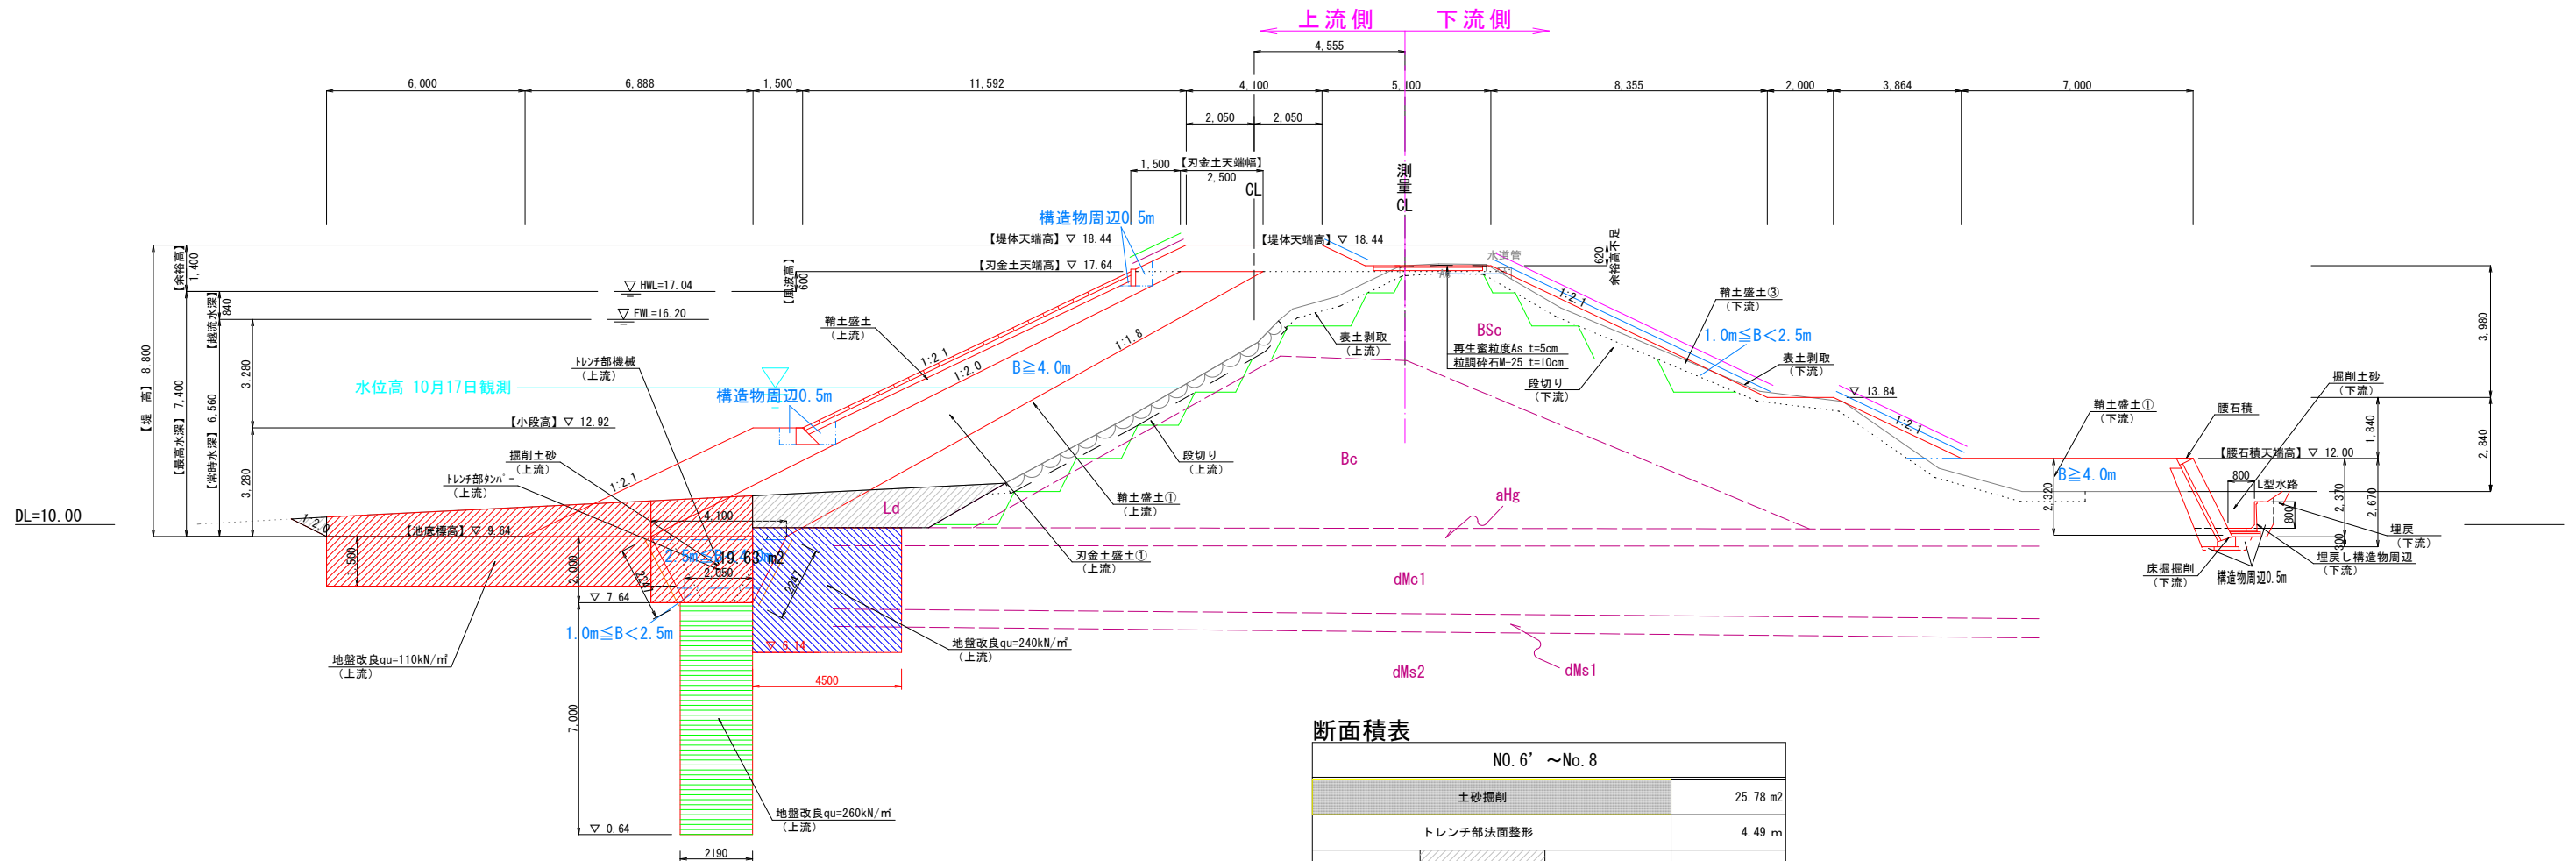 上流側
下流側
4,555
6,000
6,888
1,500
11,592
4,100
5,100
8,355
2,000
3,864
7,000
2,050
2,050
1,500
【刃金土天端幅】
2,500
CL
測量
CL
構造物周辺0.5m
【堤体天端高】▽ 18.44
【堤体天端高】▽ 18.44
水道管
620
余裕高不足
【余裕高】
1,400
【刃金土天端高】▽ 17.64
【風波高】
600
▽ HWL=17.04
840
【越流水深】
▽ FWL=16.20
鞘土盛土
(上流)
1:2.1
1:2.0
1:1.8
B≧4.0m
表土剥取
(上流)
BSc
再生蜜粒度As t=5cm
粒調砕石M-25 t=10cm
1:2.1
鞘土盛土③
(下流)
1.0m≦B<2.5m
表土剥取
(下流)
段切り
(下流)
3,980
【堤 高】 8,800
【最高水深】 7,400
【常時水深】 6,560
3,280
3,280
水位高 10月17日観測
トレンチ部機械
(上流)
構造物周辺0.5m
▽ 13.84
掘削土砂
(下流)
鞘土盛土①
(下流)
腰石積
1:2.1
1,840
2,840
【小段高】▽ 12.92
掘削土砂
(上流)
トレンチ部タンパー
(上流)
1:2.1
段切り
(上流)
Bc
【腰石積天端高】▽ 12.00
B≧4.0m
800
L型水路
2,320
2,370
2,670
800
300
鞘土盛土①
(上流)
aHg
Ld
DL=10.00
1:2.0
【池底標高】▽ 9.64
4,100
埋戻
(下流)
埋戻し構造物周辺
(下流)
床掘掘削
(下流)
構造物周辺0.5m
刃金土盛土①
(上流)
19.63 m2
1,500
2,000
2,050
2247
2247
dMc1
▽ 7.64
1.0m≦B<2.5m
地盤改良qu=240kN/㎡
(上流)
▽ 6.14
地盤改良qu=110kN/㎡
(上流)
4500
dMs2
dMs1
7,000
地盤改良qu=260kN/㎡
(上流)
▽ 0.64
2190
断面積表
NO.6’ ~No.8
土砂掘削 25.78 m2
トレンチ部法面整形 4.49 m